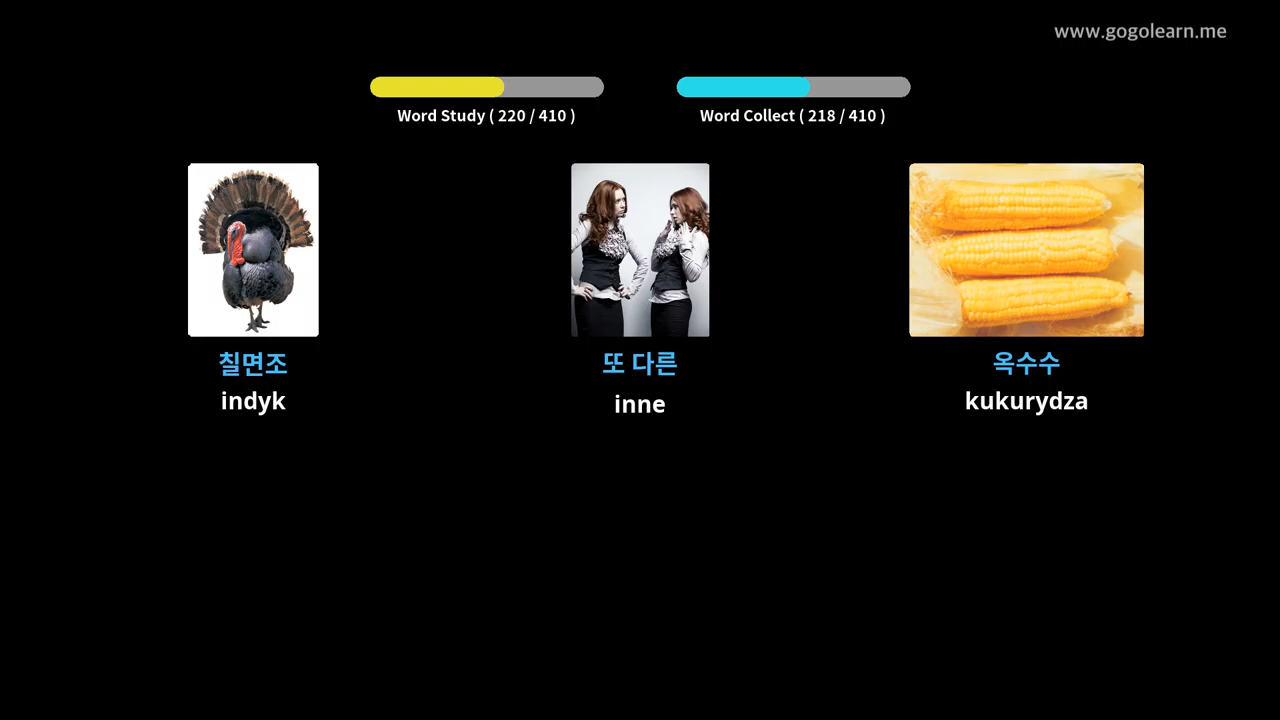 www.gogolearn.me
Word Study ( 220 / 410 )
Word Collect ( 218 / 410 )
칠면조
indyk
또 다른
inne
옥수수
kukurydza